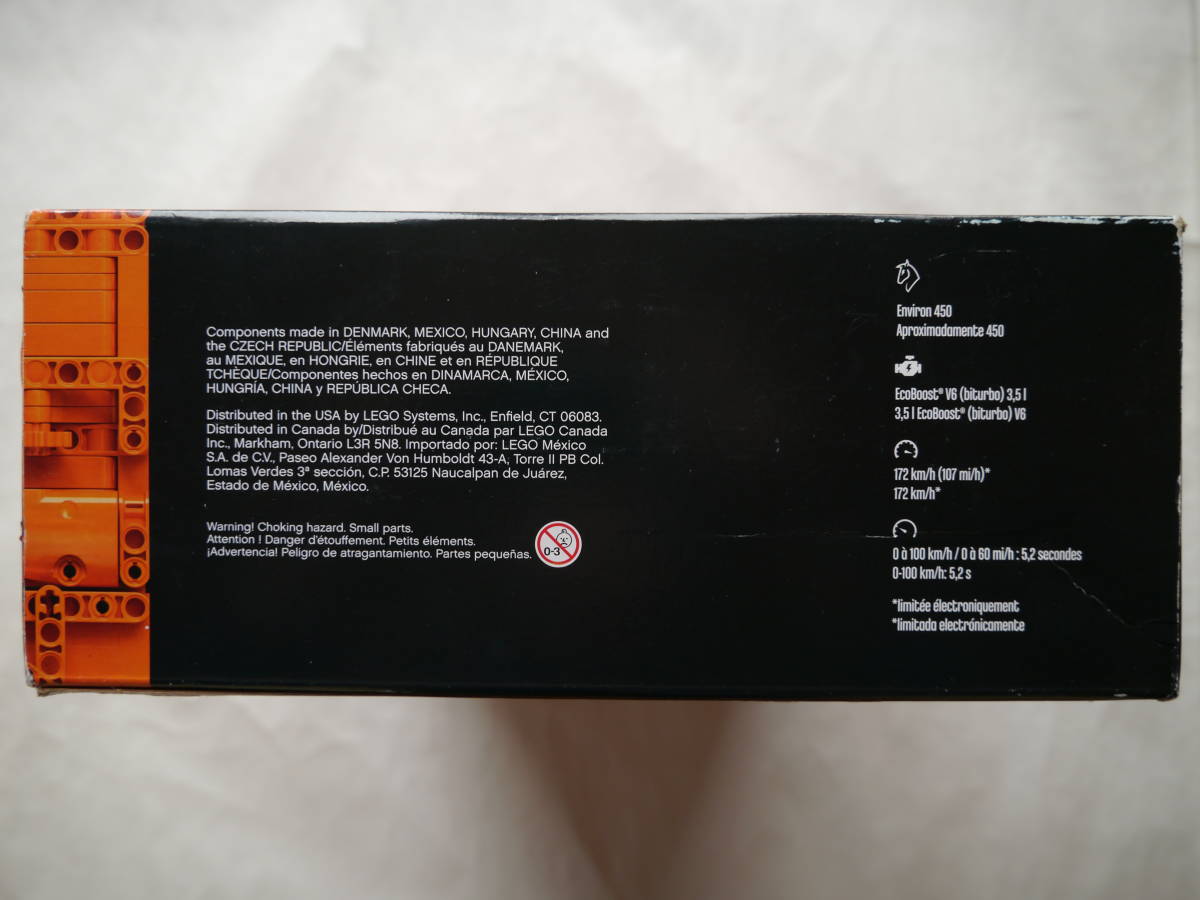 Components made in DENMARK, MEXICO, HUNGARY, CHINA and
the CZECH REPUBLIC/Éléments fabriqués au DANEMARK,
au MEXIQUE, en HONGRIE, en CHINE et en RÉPUBLIQUE
TCHÈQUE/Componentes hechos en DINAMARCA, MÉXICO,
HUNGRÍA, CHINA y REPÚBLICA CHECA.
Distributed in the USA by LEGO Systems, Inc., Enfield, CT 06083.
Distributed in Canada by/Distribué au Canada par LEGO Canada
Inc., Markham, Ontario L3R 5N8. Importado por: LEGO México
S.A. de C.V., Paseo Alexander Von Humboldt 43-A, Torre II PB Col.
Lomas Verdes 3ª sección, C.P. 53125 Naucalpan de Juárez,
Estado de México, México.
Warning! Choking hazard. Small parts.
Attention ! Danger d'étouffement. Petits éléments.
¡Advertencia! Peligro de atragantamiento. Partes pequeñas.
0-3
Environ 450
Aproximadamente 450
EcoBoost® V6 (biturbo) 3,5 l
3,5 l EcoBoost® (biturbo) V6
172 km/h (107 mi/h)*
172 km/h*
0 à 100 km/h / 0 à 60 mi/h : 5,2 secondes
0-100 km/h: 5,2 s
*limitée électroniquement
*limitada electrónicamente